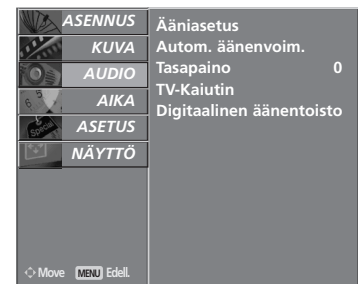 ASENNUS
KUVA
AUDIO
AIKA
ASETUS
NÄYTTÖ
Ääniasetus
Autom. äänenvoim.
Tasapaino 0
TV-Kaiutin
Digitaalinen äänentoisto
Move MENU Edell.